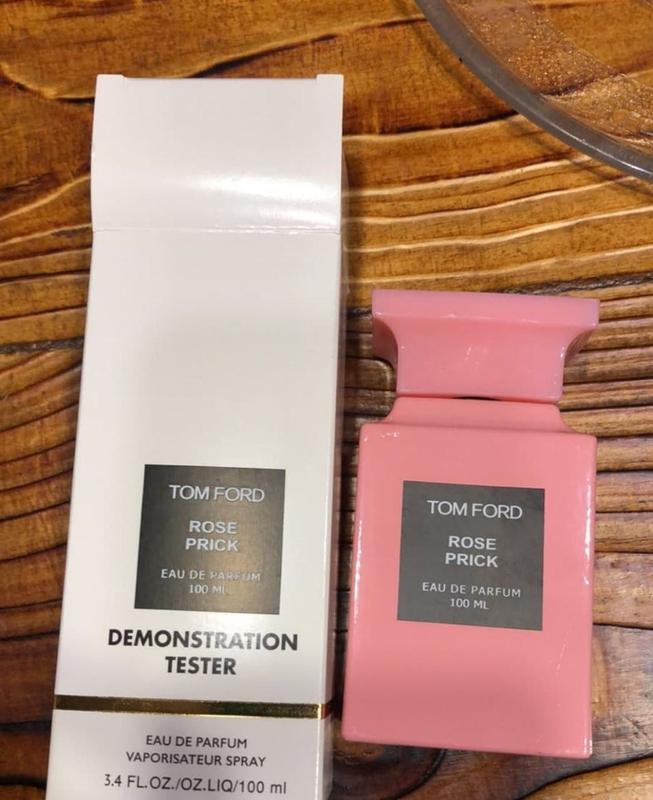 TOM FORD
ROSE
PRICK
EAU DE PARFUM
100 ML
DEMONSTRATION
TESTER
EAU DE PARFUM
VAPORISATEUR SPRAY
3.4 FL.OZ./OZ.LIQ/100 ml
TOM FORD
ROSE
PRICK
EAU DE PARFUM
100 ML